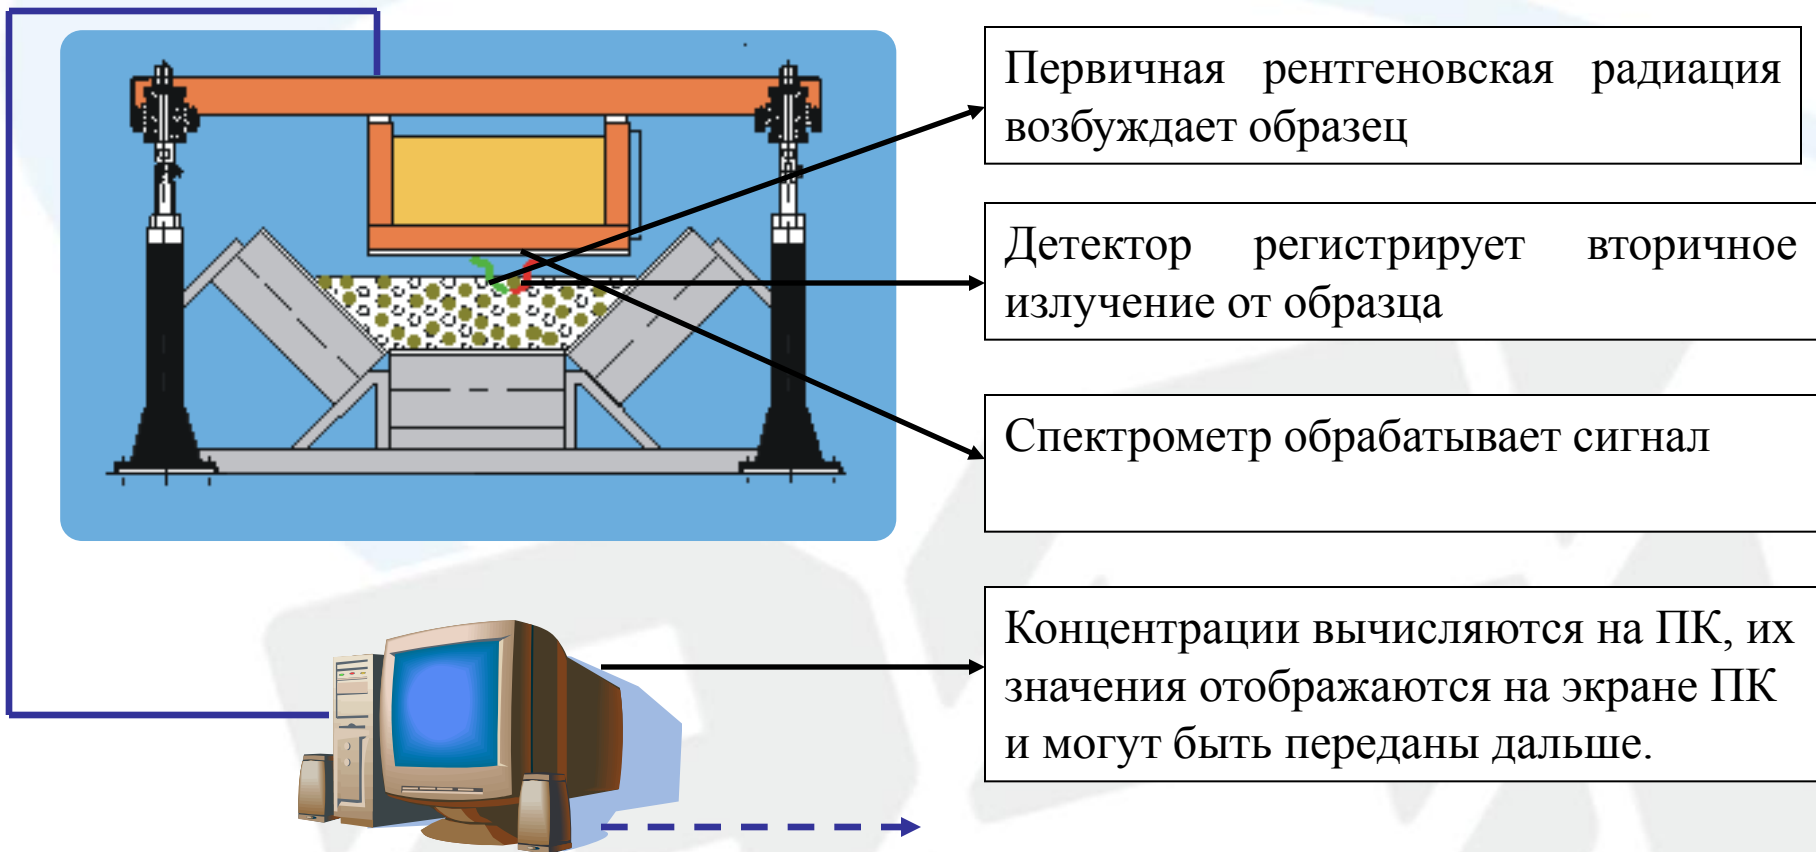 Первичная рентгеновская радиация
возбуждает образец
Детектор регистрирует вторичное
излучение от образца
Спектрометр обрабатывает сигнал
Концентрации вычисляются на ПК, их
значения отображаются на экране ПК
и могут быть переданы дальше.